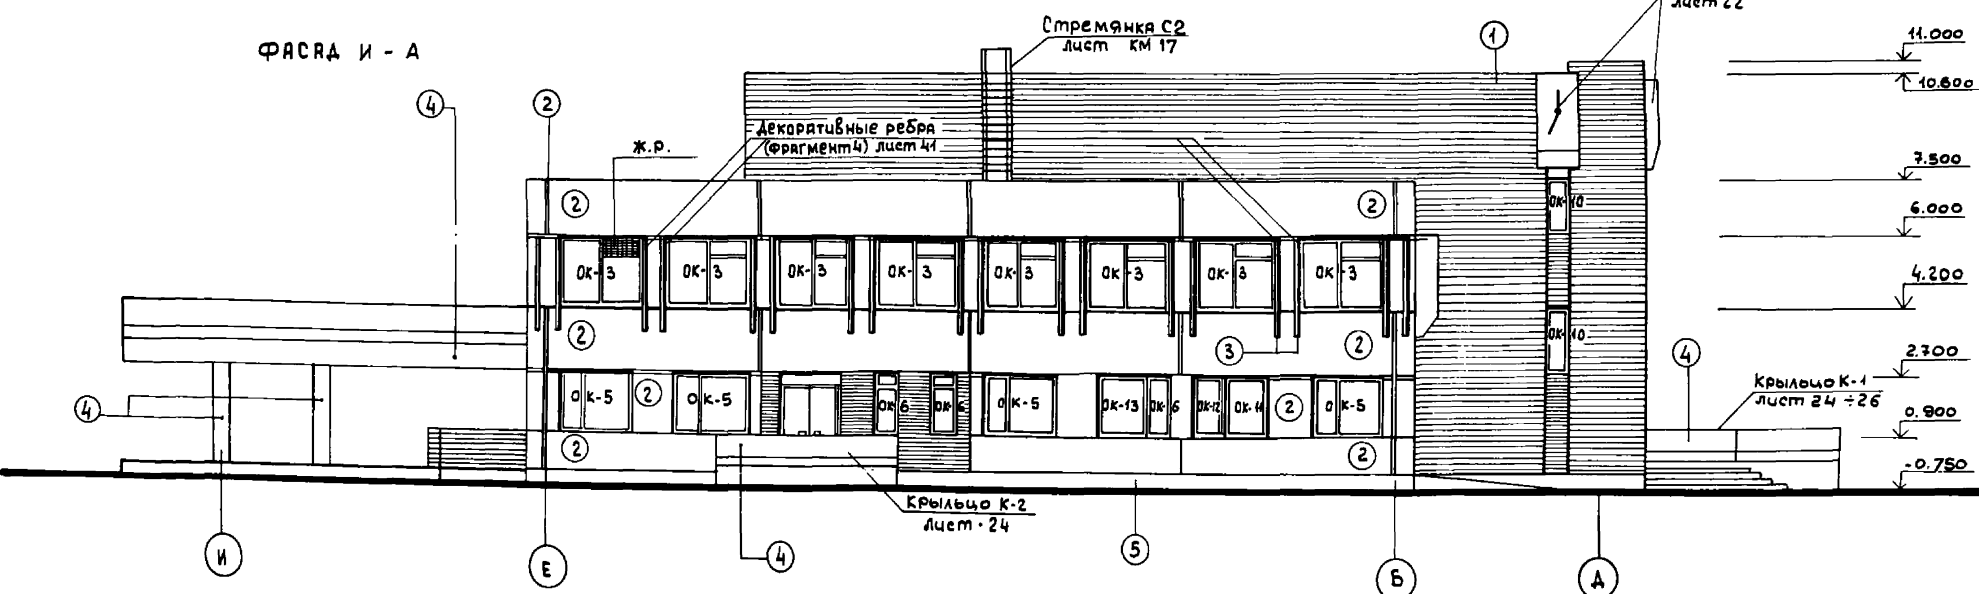 лист 22
Стремянка С2
лист КМ 17
1
11.000
ФАСАД И - А
10.600
4
2
Декоративные ребра
(фрагмент 4) лист 41
ж.р.
7.500
2
2
ОК-10
6.000
ОК-3
ОК-3
ОК-3
ОК-3
ОК-3
ОК-3
ОК-3
ОК-3
4.200
2
3
2
ОК-10
4
2.700
Крыльцо К-1
лист 24 ÷ 26
4
ОК-5
2
ОК-5
ОК-6
ОК-6
ОК-5
ОК-13
ОК-6
ОК-12
ОК-11
2
ОК-5
0.900
2
2
-0.750
Крыльцо К-2
лист · 24
И
Е
4
5
Б
Д